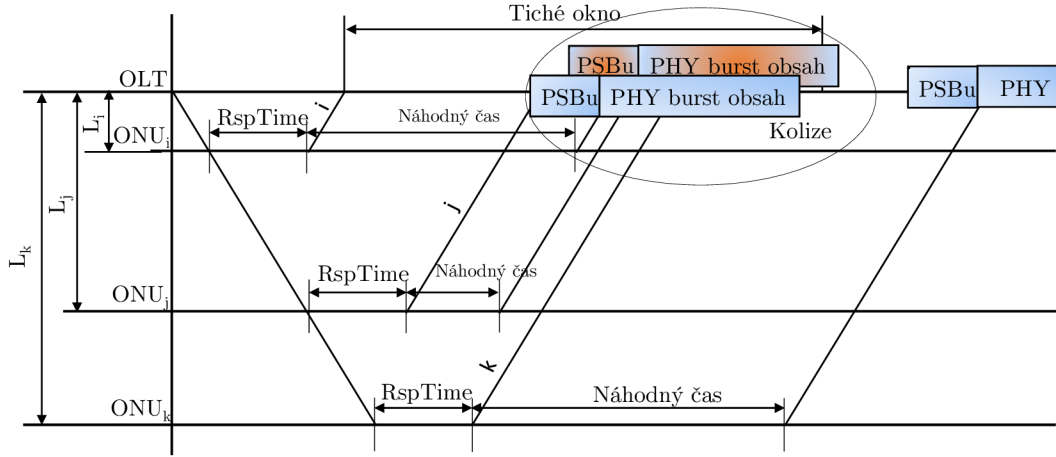 Tiché okno
PSBu PHY burst obsah
OLT
PSBu PHY burst obsah
PSBu PHY
L_i
RspTime
i
Náhodný čas
Kolize
ONU_i
L_j
j
L_k
RspTime
Náhodný čas
ONU_j
k
RspTime
Náhodný čas
ONU_k